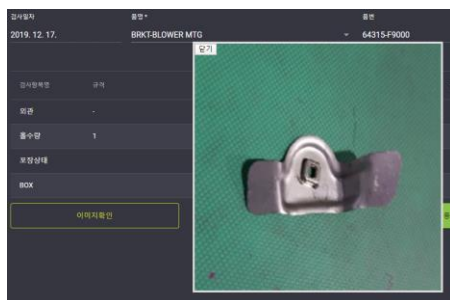 검사일자 품명 * 품번
2019. 12. 17. BRKT-BLOWER MTG 64315-F9000
닫기
검사항목명 규격
외관 -
홀수량 1
포장상태
BOX
이미지확인